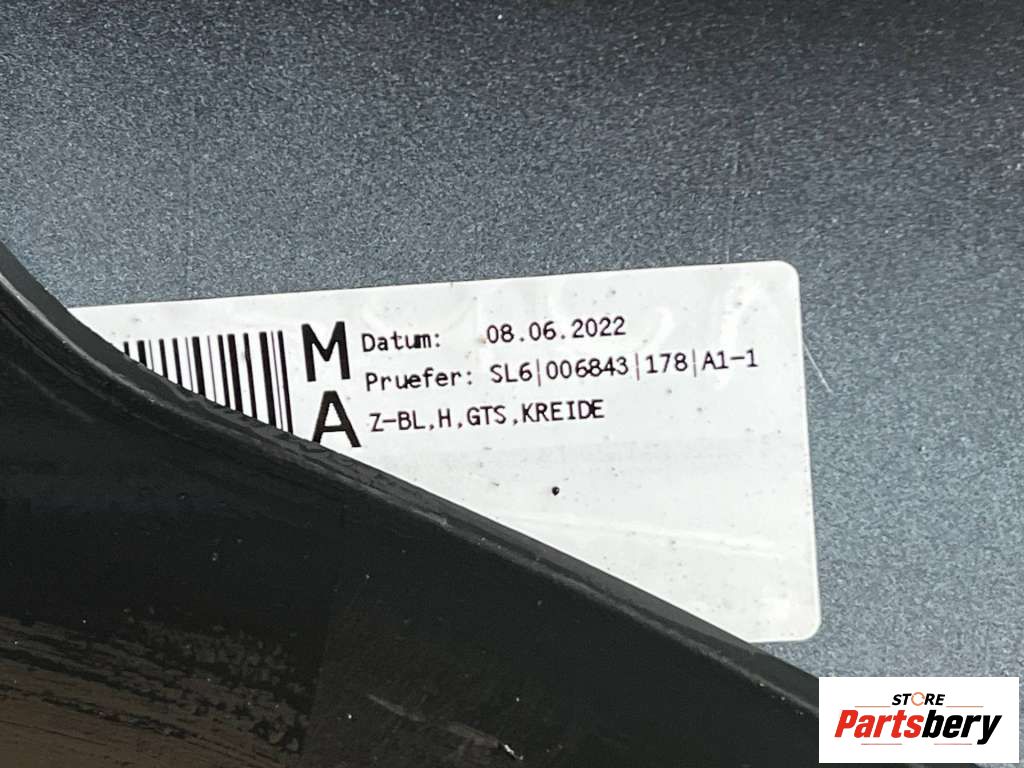 M
A
Datum: 08.06.2022
Pruefer: SL6|006843|178|A1-1
Z-BL,H,GTS,KREIDE
STORE
Partsbery